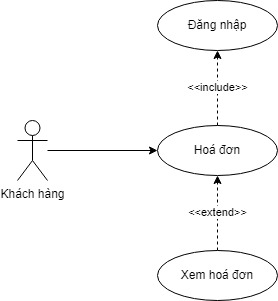 Đăng nhập
<<include>>
Hoá đơn
Khách hàng
<<extend>>
Xem hoá đơn